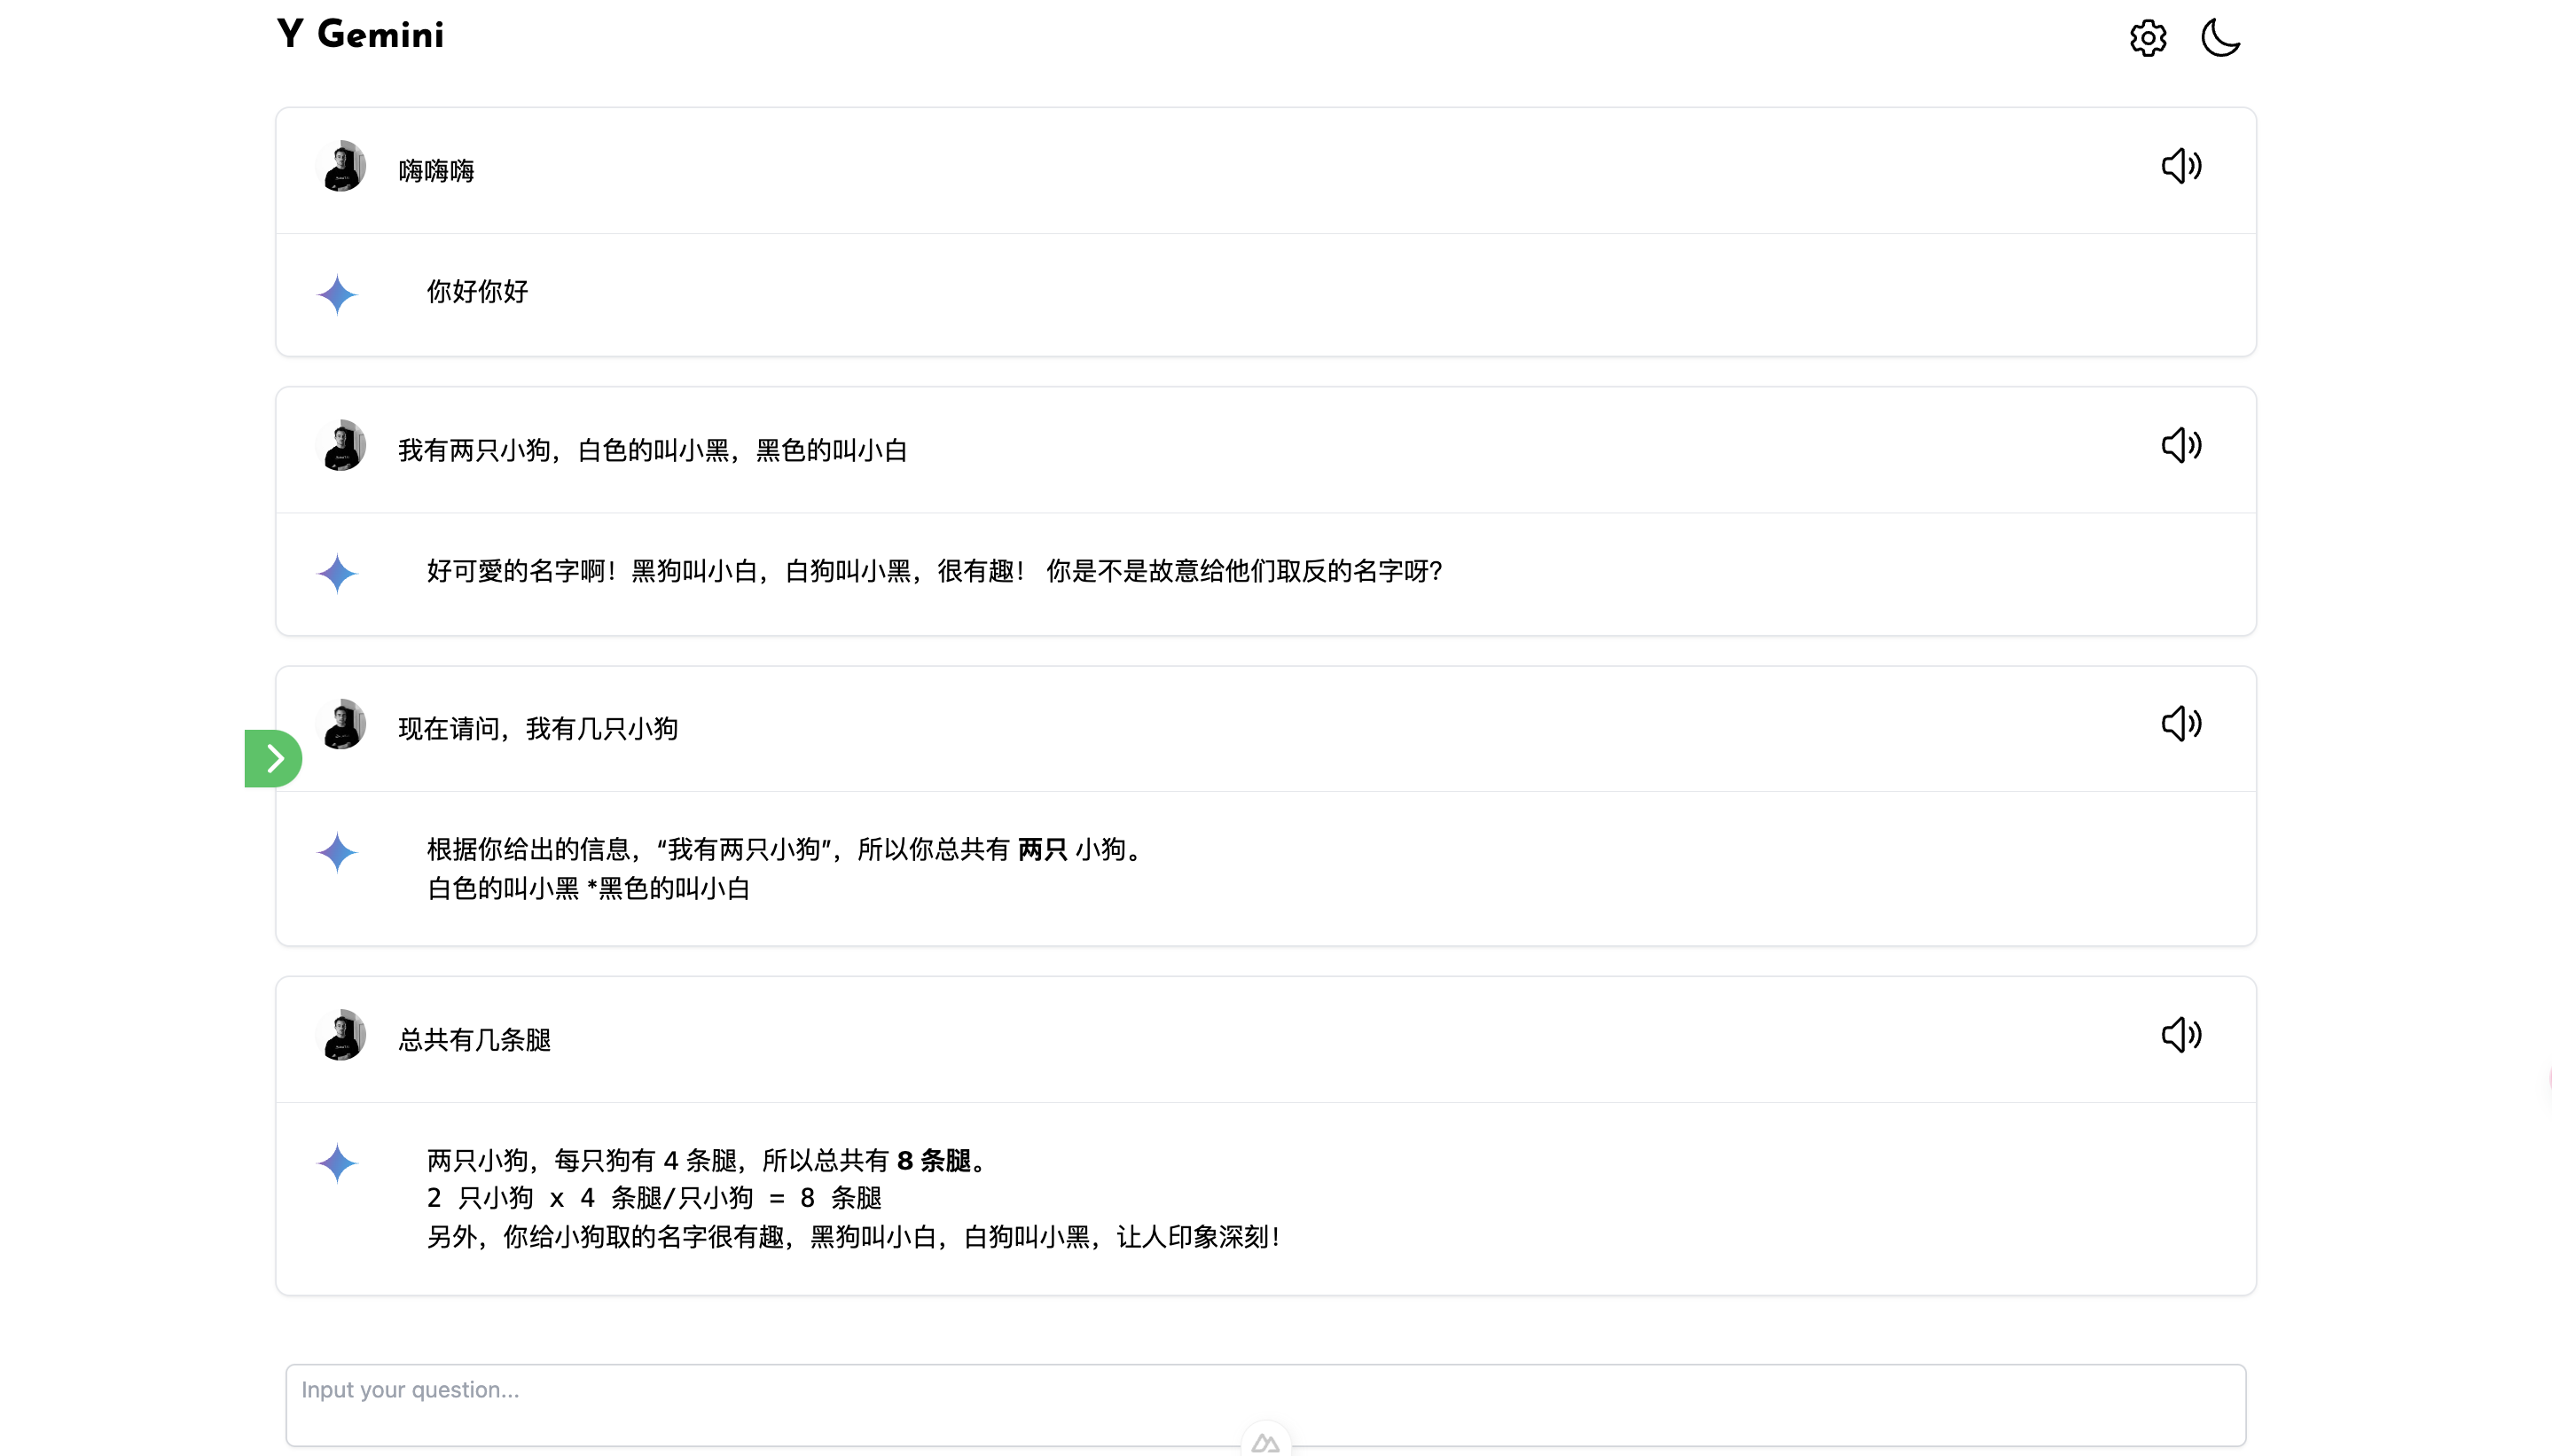 Y Gemini
嗨嗨嗨
你好你好
我有两只小狗，白色的叫小黑，黑色的叫小白
好可愛的名字啊！黑狗叫小白，白狗叫小黑，很有趣！ 你是不是故意给他们取反的名字呀？
现在请问，我有几只小狗
根据你给出的信息，“我有两只小狗”，所以你总共有 两只 小狗。
白色的叫小黑 *黑色的叫小白
总共有几条腿
两只小狗，每只狗有 4 条腿，所以总共有 8 条腿。
2 只小狗 x 4 条腿/只小狗 = 8 条腿
另外，你给小狗取的名字很有趣，黑狗叫小白，白狗叫小黑，让人印象深刻！
Input your question...